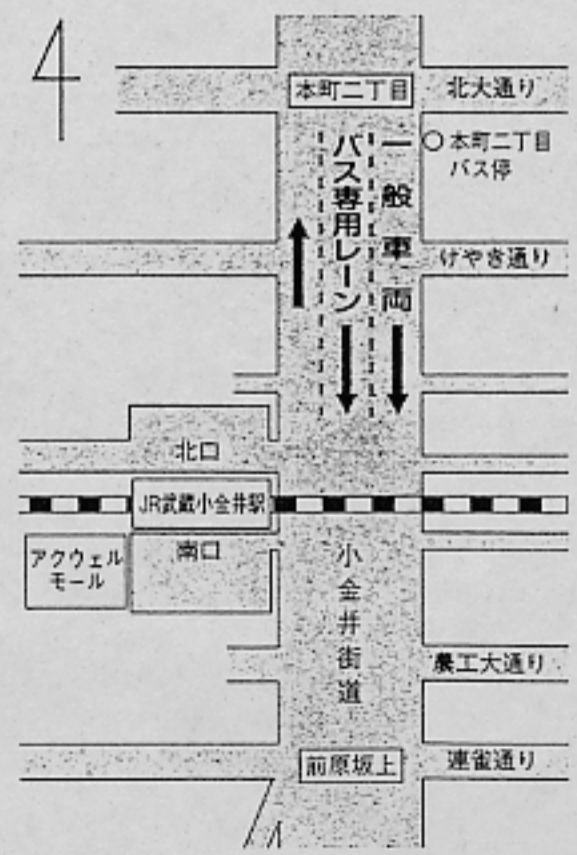 本町二丁目
北大通り
本町二丁目
バス停
一般車両
バス専用レーン
けやき通り
北口
JR武蔵小金井駅
南口
アクウェル
モール
小金井街道
農工大通り
前原坂上
連雀通り